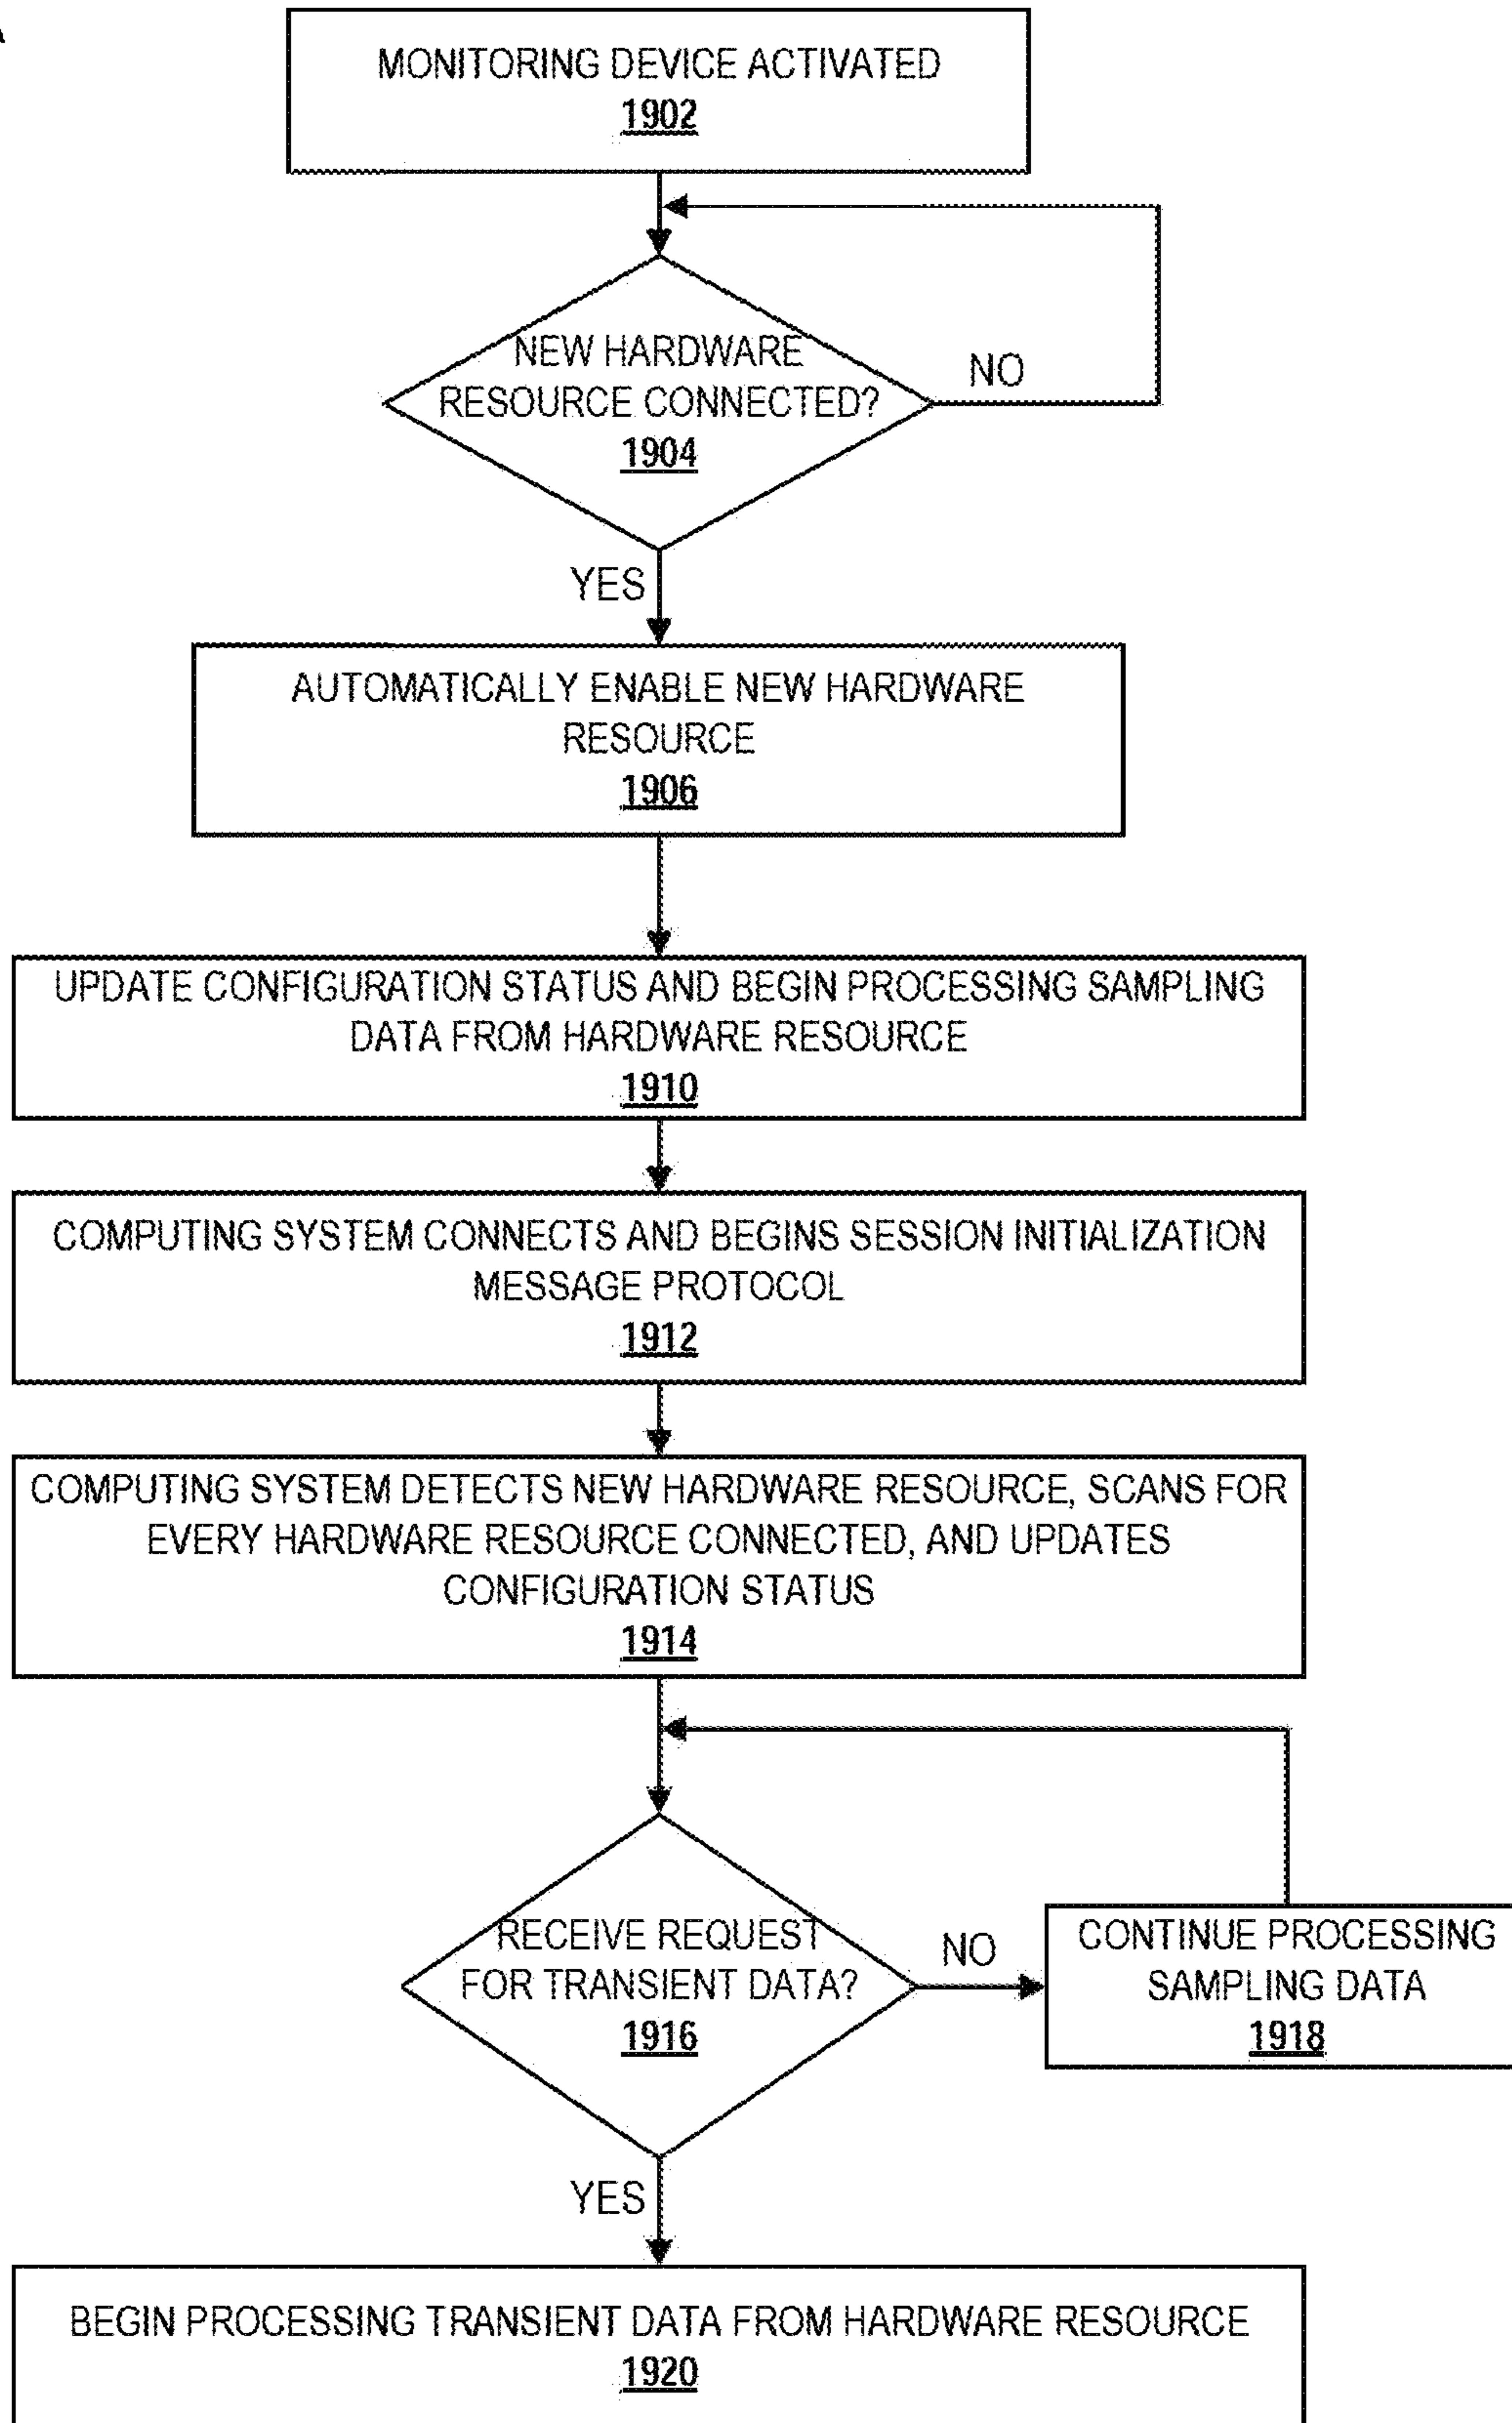 MONITORING DEVICE ACTIVATED
1902
NEW HARDWARE
RESOURCE CONNECTED?
1904
NO
YES
AUTOMATICALLY ENABLE NEW HARDWARE
RESOURCE
1906
UPDATE CONFIGURATION STATUS AND BEGIN PROCESSING SAMPLING
DATA FROM HARDWARE RESOURCE
1910
COMPUTING SYSTEM CONNECTS AND BEGINS SESSION INITIALIZATION
MESSAGE PROTOCOL
1912
COMPUTING SYSTEM DETECTS NEW HARDWARE RESOURCE, SCANS FOR
EVERY HARDWARE RESOURCE CONNECTED, AND UPDATES
CONFIGURATION STATUS
1914
RECEIVE REQUEST
FOR TRANSIENT DATA?
1916
NO
CONTINUE PROCESSING
SAMPLING DATA
1918
YES
BEGIN PROCESSING TRANSIENT DATA FROM HARDWARE RESOURCE
1920